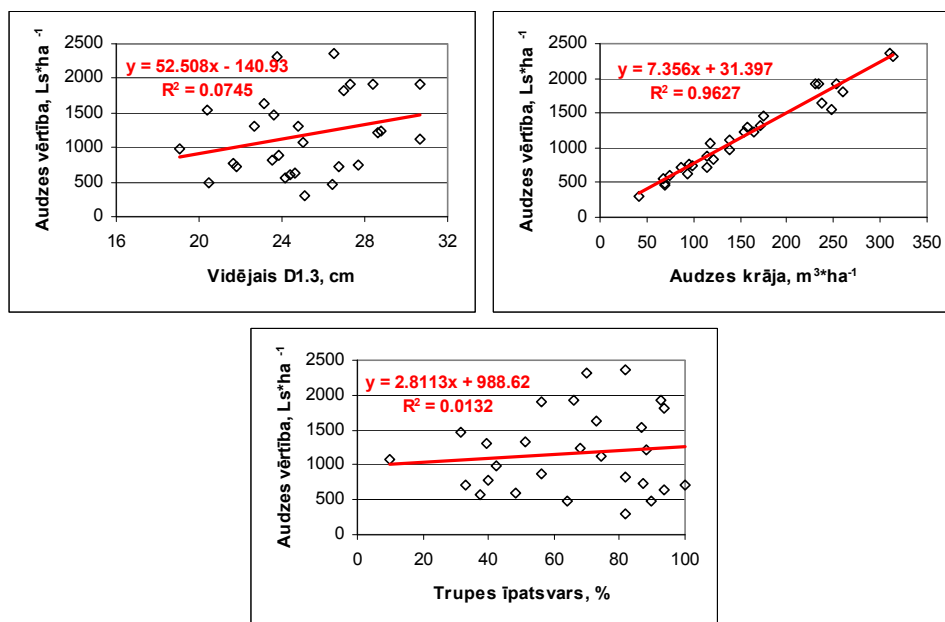 Audzes vērtība, Ls*ha -1
2500
2000
1500
1000
500
0
y = 52.508x - 140.93
R² = 0.0745
16 20 24 28 32
Vidējais D1.3, cm
Audzes vērtība, Ls*ha -1
2500
2000
1500
1000
500
0
y = 7.356x + 31.397
R² = 0.9627
0 50 100 150 200 250 300 350
Audzes krāja, m³*ha⁻¹
Audzes vērtība, Ls*ha -1
2500
2000
1500
1000
500
0
y = 2.8113x + 988.62
R² = 0.0132
0 20 40 60 80 100
Trupes īpatsvars, %